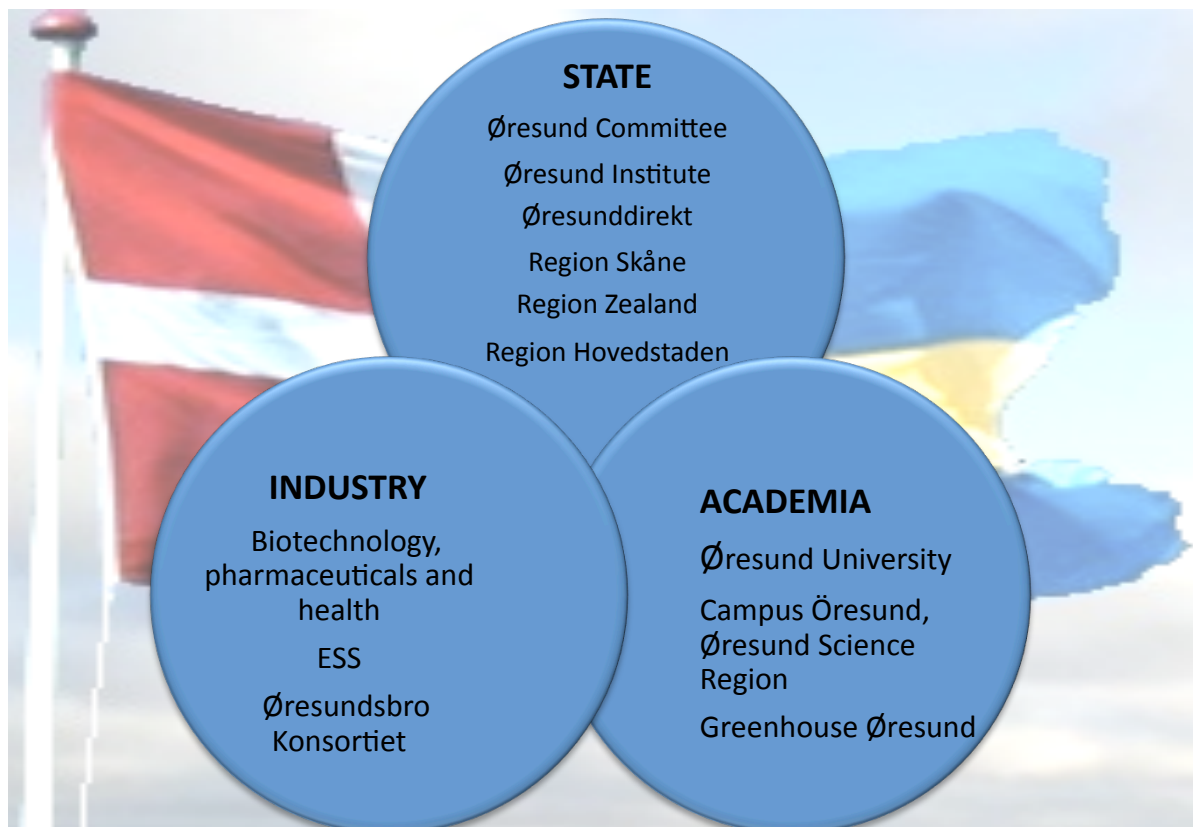 STATE
Øresund Committee
Øresund Institute
Øresunddirekt
Region Skåne
Region Zealand
Region Hovedstaden
INDUSTRY
Biotechnology,
pharmaceuticals and
health
ESS
Øresundsbro
Konsortiet
ACADEMIA
Øresund University
Campus Öresund,
Øresund Science
Region
Greenhouse Øresund